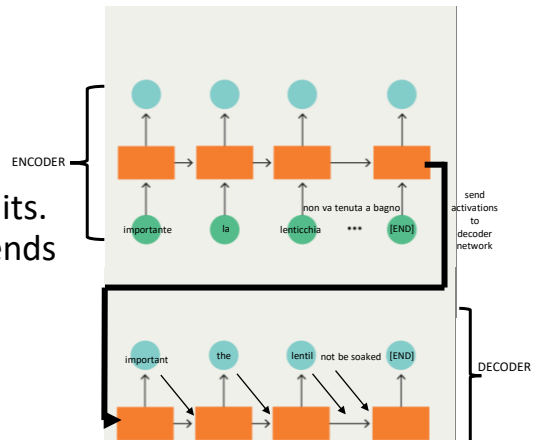 ENCODER
its.
ends
non va tenuta a bagno
importante la lenticchia ••• [END]
send
activations
to
decoder
network
important the lentil not be soaked [END]
DECODER